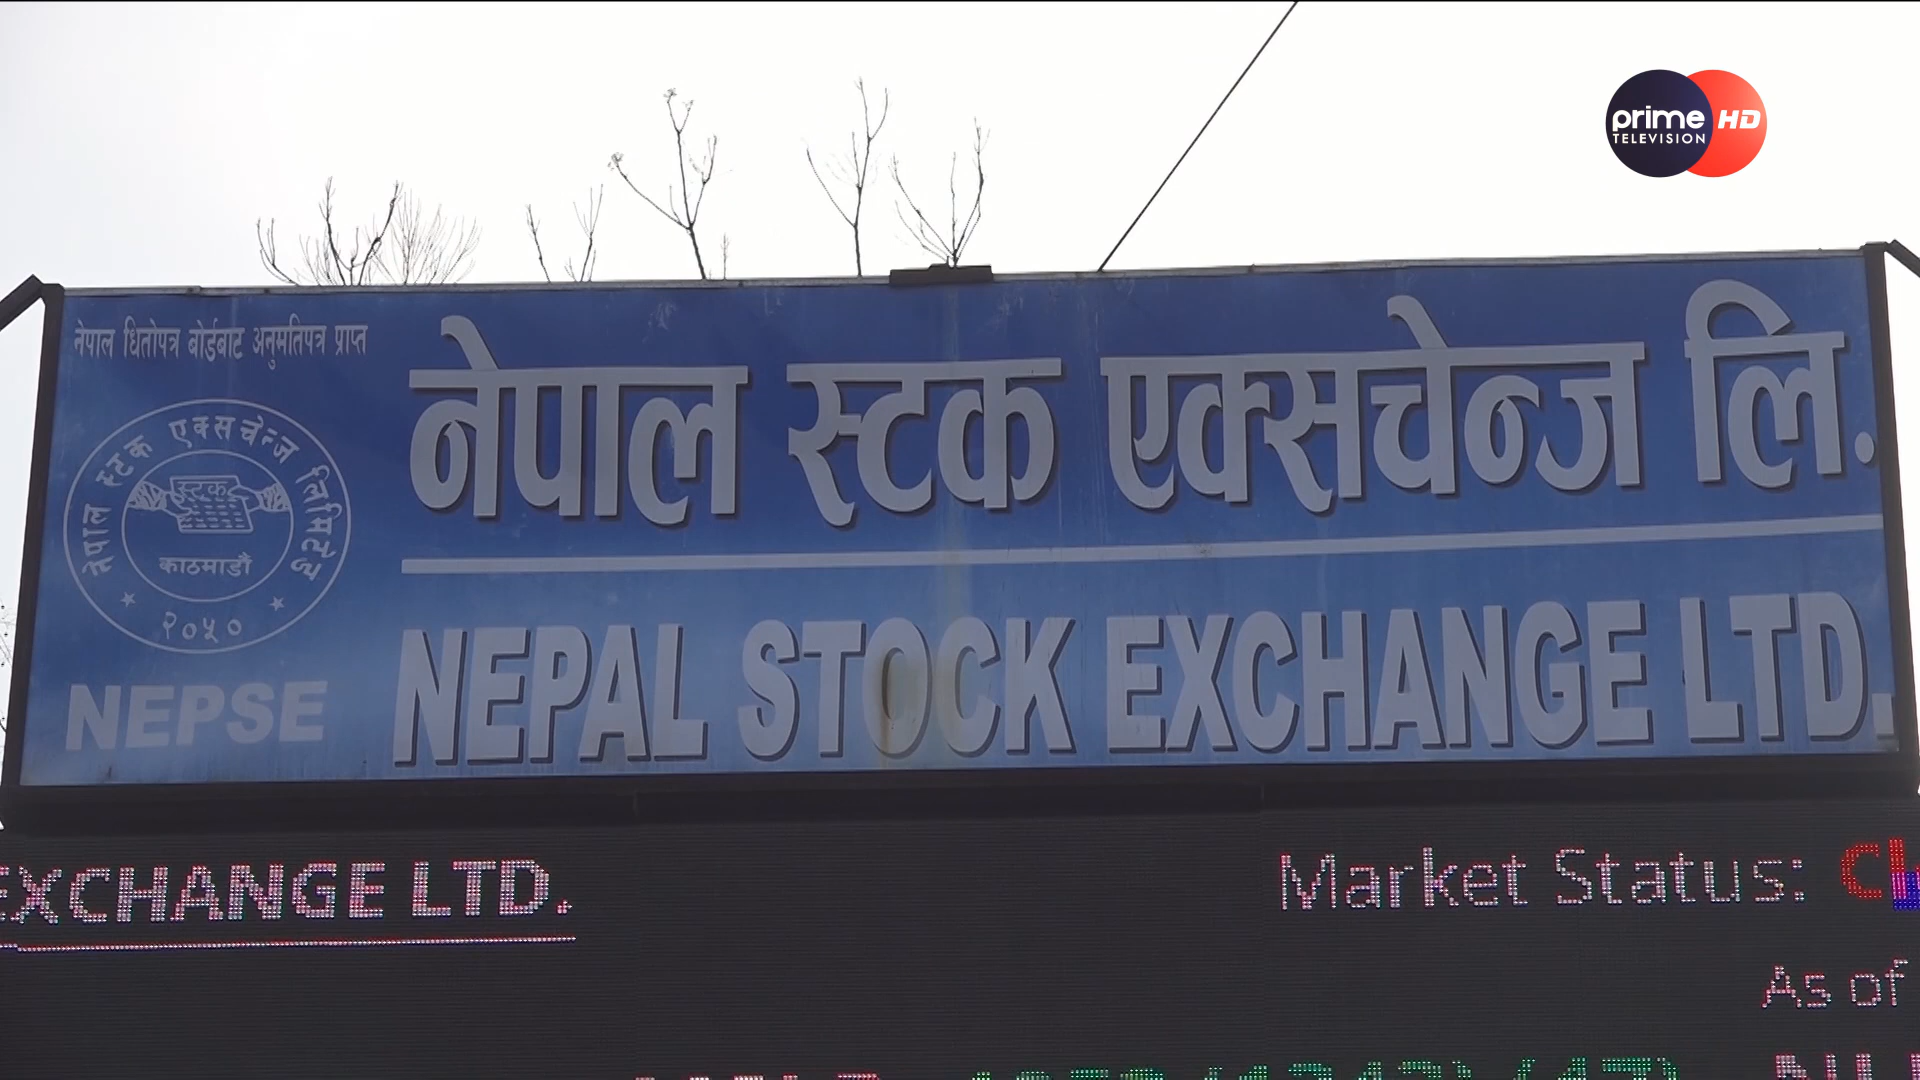 prime HD
TELEVISION
नेपाल धितोपत्र बोर्डबाट अनुमतिपत्र प्राप्त
नेपाल स्टक एक्सचेन्ज लि.
नेपाल स्टक एक्सचेन्ज लिमिटेड
स्टक
काठमाडौं
२०५०
NEPSE
NEPAL STOCK EXCHANGE LTD.
EXCHANGE LTD.
Market Status:
As of